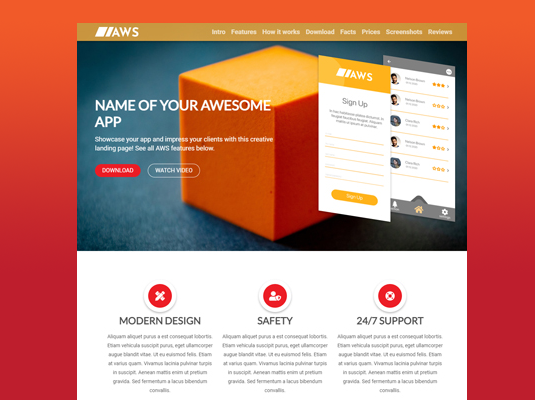 AWS
Intro Features How it works Download Facts Prices Screenshots Reviews
NAME OF YOUR AWESOME
APP
Showcase your app and impress your clients with this creative
landing page! See all AWS features below.
DOWNLOAD WATCH VIDEO
AWS
Sign Up
Sign Up
MODERN DESIGN
Aliquam aliquet purus a est consequat lobortis.
Etiam vehicula suscipit purus, eget ullamcorper
augue blandit vitae. Ut eu euismod felis. Etiam
at varius quam. Vivamus lacinia pulvinar turpis
in suscipit. Aenean mattis enim ut pretium
gravida. Sed fermentum a lacus bibendum
convallis.
SAFETY
Aliquam aliquet purus a est consequat lobortis.
Etiam vehicula suscipit purus, eget ullamcorper
augue blandit vitae. Ut eu euismod felis. Etiam
at varius quam. Vivamus lacinia pulvinar turpis
in suscipit. Aenean mattis enim ut pretium
gravida. Sed fermentum a lacus bibendum
convallis.
24/7 SUPPORT
Aliquam aliquet purus a est consequat lobortis.
Etiam vehicula suscipit purus, eget ullamcorper
augue blandit vitae. Ut eu euismod felis. Etiam
at varius quam. Vivamus lacinia pulvinar turpis
in suscipit. Aenean mattis enim ut pretium
gravida. Sed fermentum a lacus bibendum
convallis.